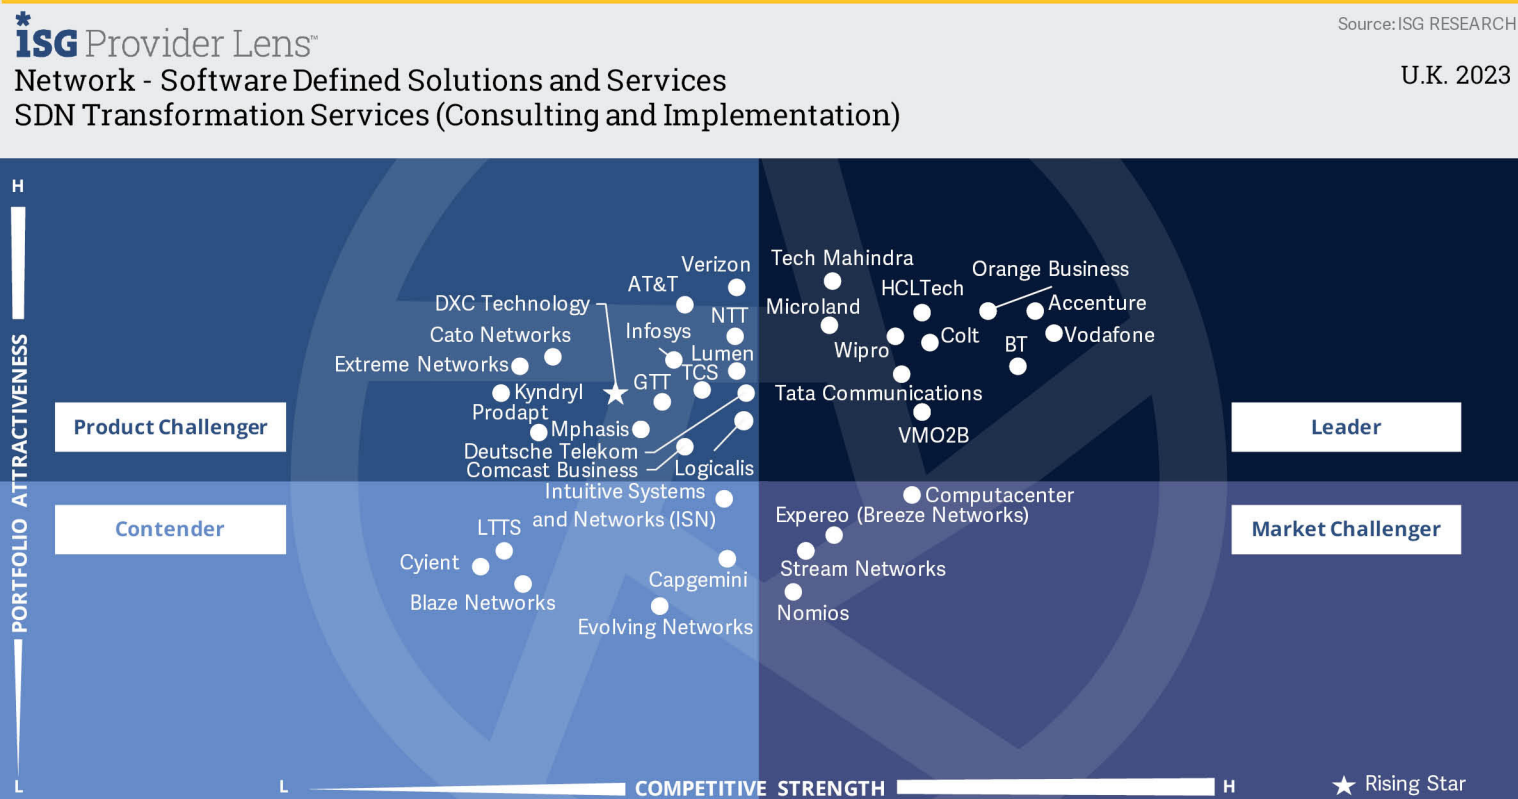 Source: ISG RESEARCH
iSG Provider Lens™
Network - Software Defined Solutions and Services
U.K. 2023
SDN Transformation Services (Consulting and Implementation)
H
Verizon
Tech Mahindra
Orange Business
AT&T
HCLTech
DXC Technology
Microland
Accenture
NTT
Cato Networks
Infosys
Colt
Vodafone
BT
Wipro
Lumen
Extreme Networks
TCS
GTT
Kyndryl
Tata Communications
Prodapt
Mphasis
VMO2B
Product Challenger
Leader
Deutsche Telekom
Comcast Business
Logicalis
PORTFOLIO ATTRACTIVENESS
Intuitive Systems
and Networks (ISN)
Computacenter
Expereo (Breeze Networks)
Contender
Market Challenger
LTTS
Cyient
Stream Networks
Capgemini
Blaze Networks
Nomios
Evolving Networks
L
L
COMPETITIVE STRENGTH
H
Rising Star